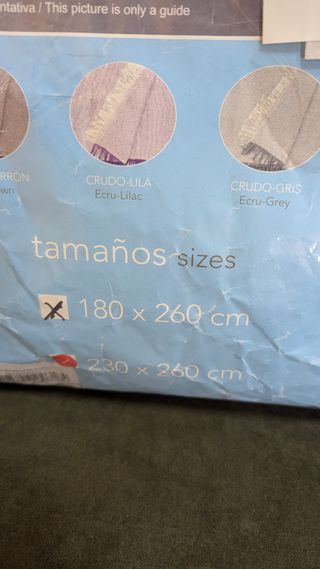 ntativa / This picture is only a guide
RRÓN CRUDO-LILA CRUDO-GRIS
wn Ecru-Lilac Ecru-Grey
tamaños sizes
180 x 260 cm
230 x 260 cm